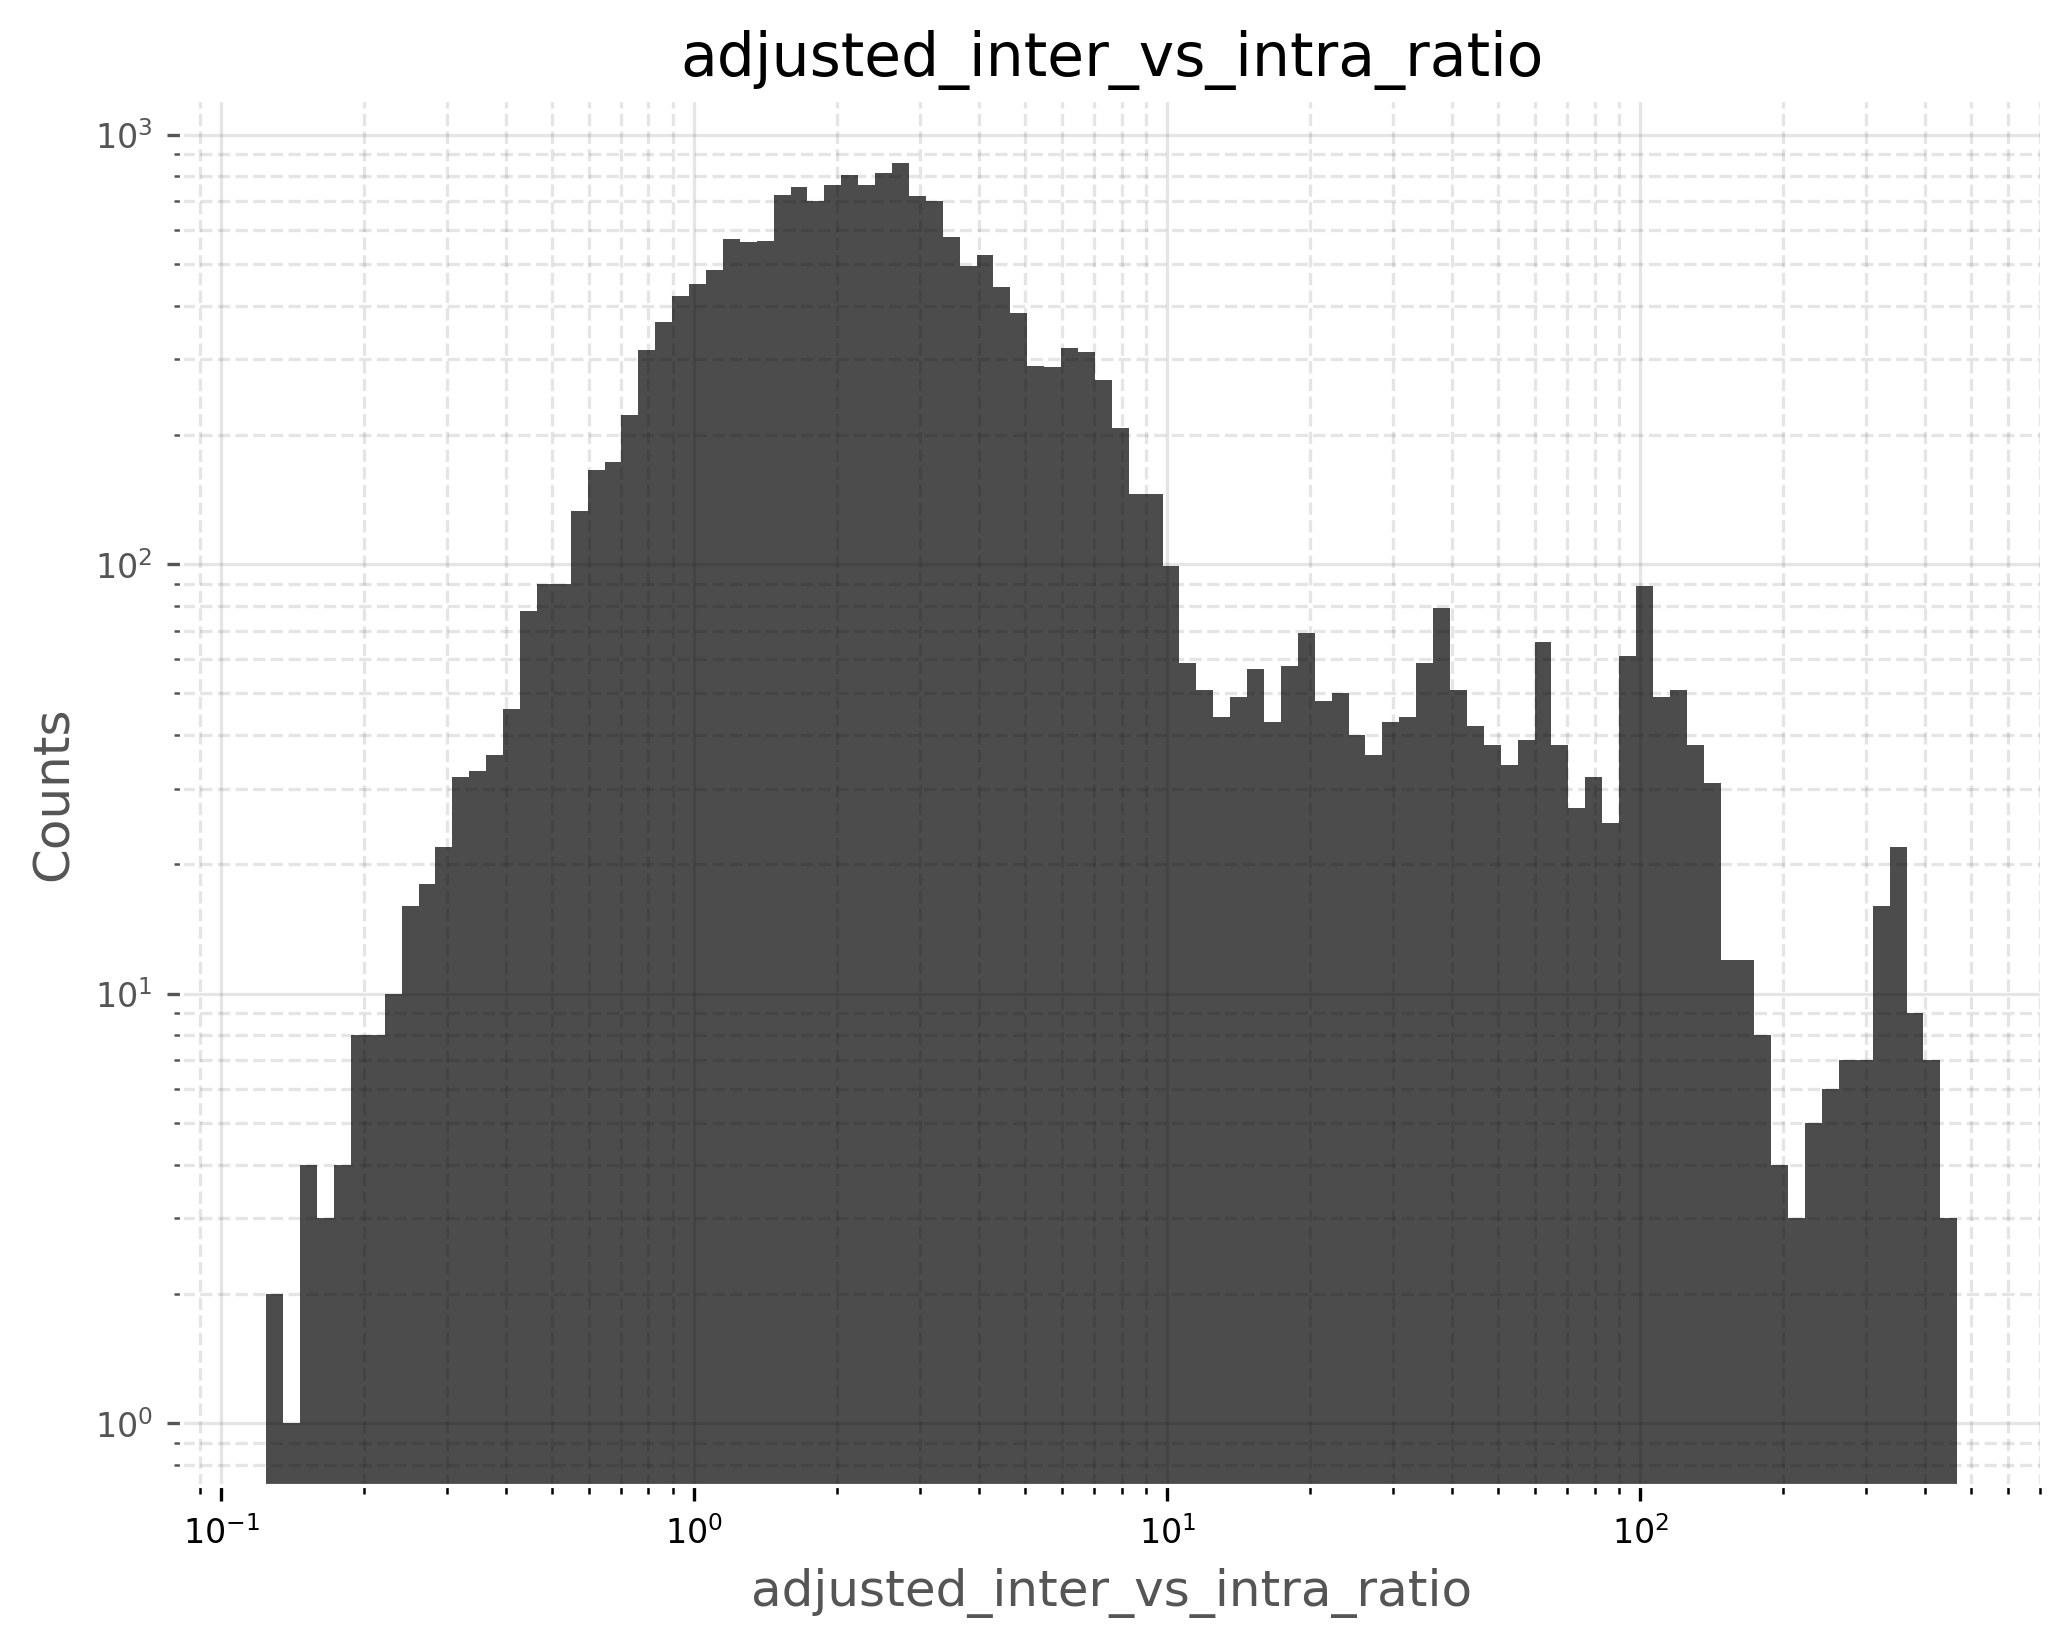 adjusted_inter_vs_intra_ratio
10³
10²
10¹
10⁰
Counts
10⁻¹ 10⁰ 10¹ 10²
adjusted_inter_vs_intra_ratio